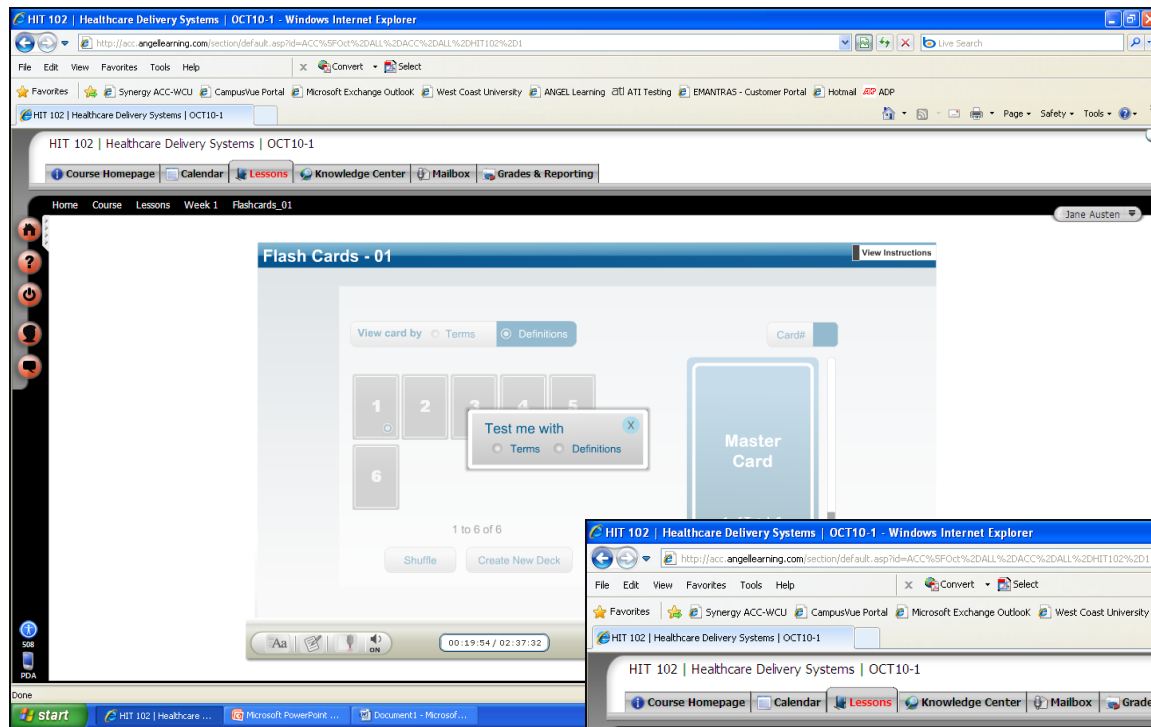 HIT 102 | Healthcare Delivery Systems | OCT10-1 - Windows Internet Explorer
http://acc.angellearning.com/section/default.asp?id=ACC%5FOct%2DALL%2DACC%2DALL%2DHIT102%2D1
Live Search
File Edit View Favorites Tools Help x Convert Select
Favorites Synergy ACC-WCU CampusVue Portal Microsoft Exchange Outlook West Coast University ANGEL Learning ATI Testing EMANTRAS - Customer Portal Hotmail ADP
HIT 102 | Healthcare Delivery Systems | OCT10-1 Page Safety Tools
HIT 102 | Healthcare Delivery Systems | OCT10-1
Course Homepage Calendar Lessons Knowledge Center Mailbox Grades & Reporting
Home Course Lessons Week 1 Flashcards_01
Jane Austen
Flash Cards - 01 View Instructions
View card by Terms Definitions Card#
1 2 3 4 5
Test me with X
Terms Definitions
Master
Card
6
1 to 6 of 6
Shuffle Create New Deck
Aa ON 00:19:54 / 02:37:32
508
PDA
Done
start HIT 102 | Healthcare ... Microsoft PowerPoint ... Document1 - Microsof...
HIT 102 | Healthcare Delivery Systems | OCT10-1 - Windows Internet Explorer
http://acc.angellearning.com/section/default.asp?id=ACC%5FOct%2DALL%2DACC%2DALL%2DHIT102%2D1
File Edit View Favorites Tools Help x Convert Select
Favorites Synergy ACC-WCU CampusVue Portal Microsoft Exchange Outlook West Coast University
HIT 102 | Healthcare Delivery Systems | OCT10-1
HIT 102 | Healthcare Delivery Systems | OCT10-1
Course Homepage Calendar Lessons Knowledge Center Mailbox Grade